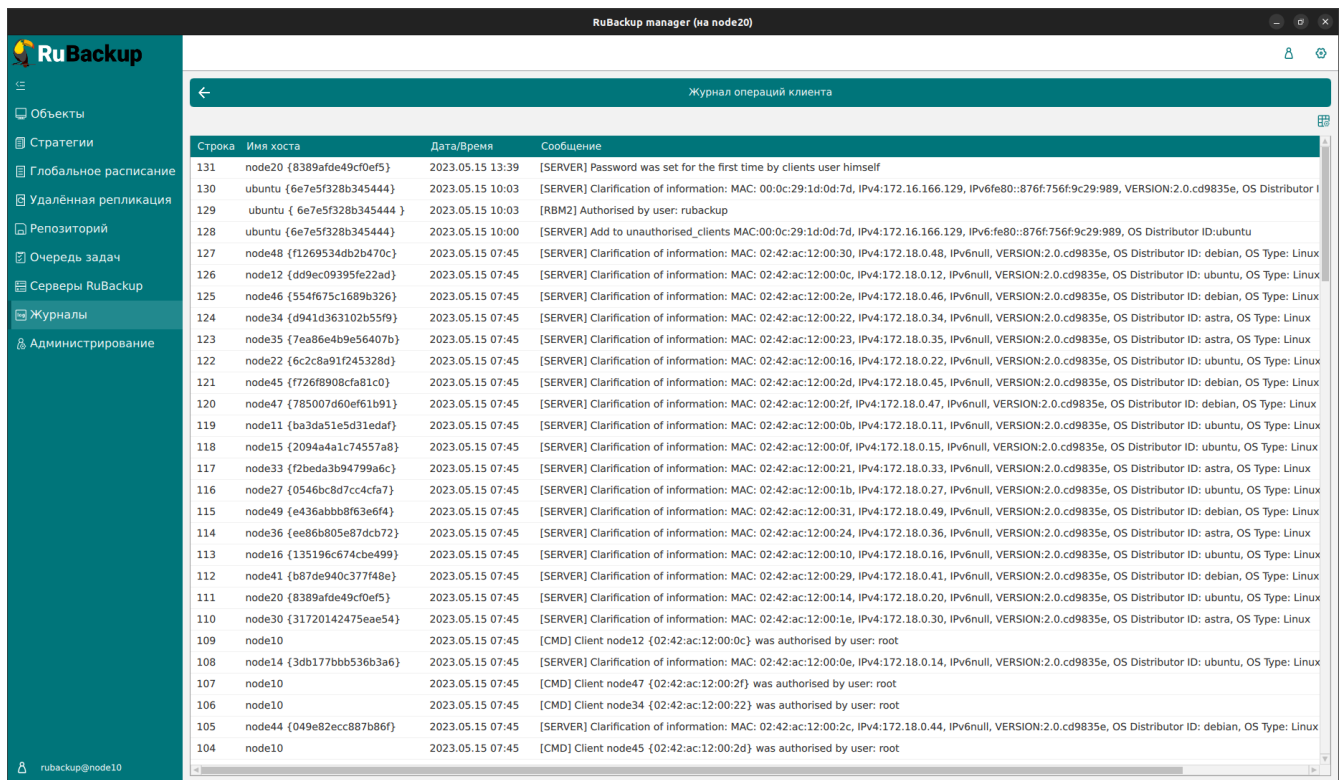 RuBackup manager (на node20)
RuBackup
Объекты
Стратегии
Глобальное расписание
Удалённая репликация
Репозиторий
Очередь задач
Серверы RuBackup
Журналы
Администрирование
rubackup@node10
Журнал операций клиента
Строка Имя хоста Дата/Время Сообщение
131 node20 {8389afde49cf0ef5} 2023.05.15 13:39 [SERVER] Password was set for the first time by clients user himself
130 ubuntu {6e7e5f328b345444} 2023.05.15 10:03 [SERVER] Clarification of information: MAC: 00:0c:29:1d:0d:7d, IPv4:172.16.166.129, IPv6fe80::876f:756f:9c29:989, VERSION:2.0.cd9835e, OS Distributor I
129 ubuntu { 6e7e5f328b345444 } 2023.05.15 10:03 [RBM2] Authorised by user: rubackup
128 ubuntu {6e7e5f328b345444} 2023.05.15 10:00 [SERVER] Add to unauthorised_clients MAC:00:0c:29:1d:0d:7d, IPv4:172.16.166.129, IPv6:fe80::876f:756f:9c29:989, OS Distributor ID:ubuntu
127 node48 {f1269534db2b470c} 2023.05.15 07:45 [SERVER] Clarification of information: MAC: 02:42:ac:12:00:30, IPv4:172.18.0.48, IPv6null, VERSION:2.0.cd9835e, OS Distributor ID: debian, OS Type: Linux
126 node12 {dd9ec09395fe22ad} 2023.05.15 07:45 [SERVER] Clarification of information: MAC: 02:42:ac:12:00:0c, IPv4:172.18.0.12, IPv6null, VERSION:2.0.cd9835e, OS Distributor ID: ubuntu, OS Type: Linux
125 node46 {554f675c1689b326} 2023.05.15 07:45 [SERVER] Clarification of information: MAC: 02:42:ac:12:00:2e, IPv4:172.18.0.46, IPv6null, VERSION:2.0.cd9835e, OS Distributor ID: debian, OS Type: Linux
124 node34 {d941d363102b55f9} 2023.05.15 07:45 [SERVER] Clarification of information: MAC: 02:42:ac:12:00:22, IPv4:172.18.0.34, IPv6null, VERSION:2.0.cd9835e, OS Distributor ID: astra, OS Type: Linux
123 node35 {7ea86e4b9e56407b} 2023.05.15 07:45 [SERVER] Clarification of information: MAC: 02:42:ac:12:00:23, IPv4:172.18.0.35, IPv6null, VERSION:2.0.cd9835e, OS Distributor ID: astra, OS Type: Linux
122 node22 {6c2c8a91f245328d} 2023.05.15 07:45 [SERVER] Clarification of information: MAC: 02:42:ac:12:00:16, IPv4:172.18.0.22, IPv6null, VERSION:2.0.cd9835e, OS Distributor ID: ubuntu, OS Type: Linux
121 node45 {f726f8908cfa81c0} 2023.05.15 07:45 [SERVER] Clarification of information: MAC: 02:42:ac:12:00:2d, IPv4:172.18.0.45, IPv6null, VERSION:2.0.cd9835e, OS Distributor ID: debian, OS Type: Linux
120 node47 {785007d60ef61b91} 2023.05.15 07:45 [SERVER] Clarification of information: MAC: 02:42:ac:12:00:2f, IPv4:172.18.0.47, IPv6null, VERSION:2.0.cd9835e, OS Distributor ID: debian, OS Type: Linux
119 node11 {ba3da51e5d31edaf} 2023.05.15 07:45 [SERVER] Clarification of information: MAC: 02:42:ac:12:00:0b, IPv4:172.18.0.11, IPv6null, VERSION:2.0.cd9835e, OS Distributor ID: ubuntu, OS Type: Linux
118 node15 {2094a4a1c74557a8} 2023.05.15 07:45 [SERVER] Clarification of information: MAC: 02:42:ac:12:00:0f, IPv4:172.18.0.15, IPv6null, VERSION:2.0.cd9835e, OS Distributor ID: ubuntu, OS Type: Linux
117 node33 {f2beda3b94799a6c} 2023.05.15 07:45 [SERVER] Clarification of information: MAC: 02:42:ac:12:00:21, IPv4:172.18.0.33, IPv6null, VERSION:2.0.cd9835e, OS Distributor ID: astra, OS Type: Linux
116 node27 {0546bc8d7cc4cfa7} 2023.05.15 07:45 [SERVER] Clarification of information: MAC: 02:42:ac:12:00:1b, IPv4:172.18.0.27, IPv6null, VERSION:2.0.cd9835e, OS Distributor ID: ubuntu, OS Type: Linux
115 node49 {e436abbb8f63e6f4} 2023.05.15 07:45 [SERVER] Clarification of information: MAC: 02:42:ac:12:00:31, IPv4:172.18.0.49, IPv6null, VERSION:2.0.cd9835e, OS Distributor ID: debian, OS Type: Linux
114 node36 {ee86b805e87dcb72} 2023.05.15 07:45 [SERVER] Clarification of information: MAC: 02:42:ac:12:00:24, IPv4:172.18.0.36, IPv6null, VERSION:2.0.cd9835e, OS Distributor ID: astra, OS Type: Linux
113 node16 {135196c674cbe499} 2023.05.15 07:45 [SERVER] Clarification of information: MAC: 02:42:ac:12:00:10, IPv4:172.18.0.16, IPv6null, VERSION:2.0.cd9835e, OS Distributor ID: ubuntu, OS Type: Linux
112 node41 {b87de940c377f48e} 2023.05.15 07:45 [SERVER] Clarification of information: MAC: 02:42:ac:12:00:29, IPv4:172.18.0.41, IPv6null, VERSION:2.0.cd9835e, OS Distributor ID: debian, OS Type: Linux
111 node20 {8389afde49cf0ef5} 2023.05.15 07:45 [SERVER] Clarification of information: MAC: 02:42:ac:12:00:14, IPv4:172.18.0.20, IPv6null, VERSION:2.0.cd9835e, OS Distributor ID: ubuntu, OS Type: Linux
110 node30 {31720142475eae54} 2023.05.15 07:45 [SERVER] Clarification of information: MAC: 02:42:ac:12:00:1e, IPv4:172.18.0.30, IPv6null, VERSION:2.0.cd9835e, OS Distributor ID: astra, OS Type: Linux
109 node10 2023.05.15 07:45 [CMD] Client node12 {02:42:ac:12:00:0c} was authorised by user: root
108 node14 {3db177bbb536b3a6} 2023.05.15 07:45 [SERVER] Clarification of information: MAC: 02:42:ac:12:00:0e, IPv4:172.18.0.14, IPv6null, VERSION:2.0.cd9835e, OS Distributor ID: ubuntu, OS Type: Linux
107 node10 2023.05.15 07:45 [CMD] Client node47 {02:42:ac:12:00:2f} was authorised by user: root
106 node10 2023.05.15 07:45 [CMD] Client node34 {02:42:ac:12:00:22} was authorised by user: root
105 node44 {049e82ecc887b86f} 2023.05.15 07:45 [SERVER] Clarification of information: MAC: 02:42:ac:12:00:2c, IPv4:172.18.0.44, IPv6null, VERSION:2.0.cd9835e, OS Distributor ID: debian, OS Type: Linux
104 node10 2023.05.15 07:45 [CMD] Client node45 {02:42:ac:12:00:2d} was authorised by user: root